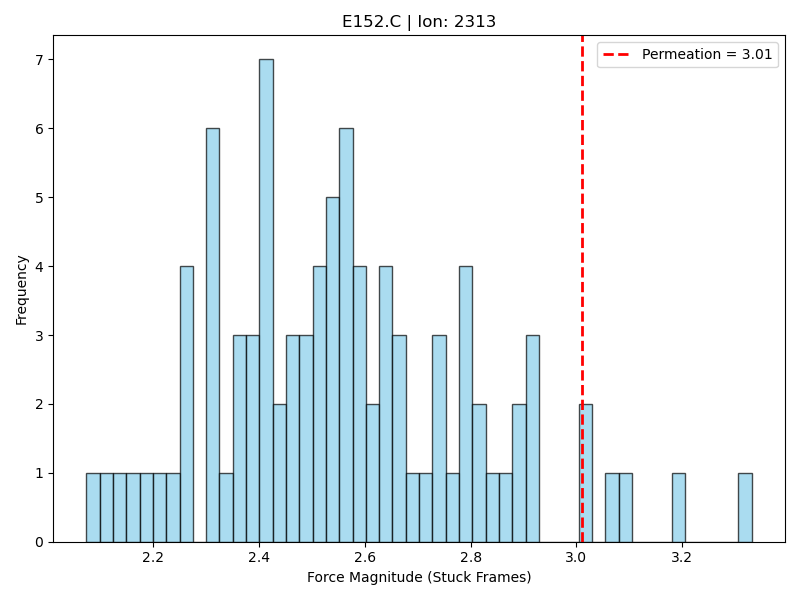 E152.C | Ion: 2313
Permeation = 3.01
Frequency
7
6
5
4
3
2
1
0
2.2 2.4 2.6 2.8 3.0 3.2
Force Magnitude (Stuck Frames)